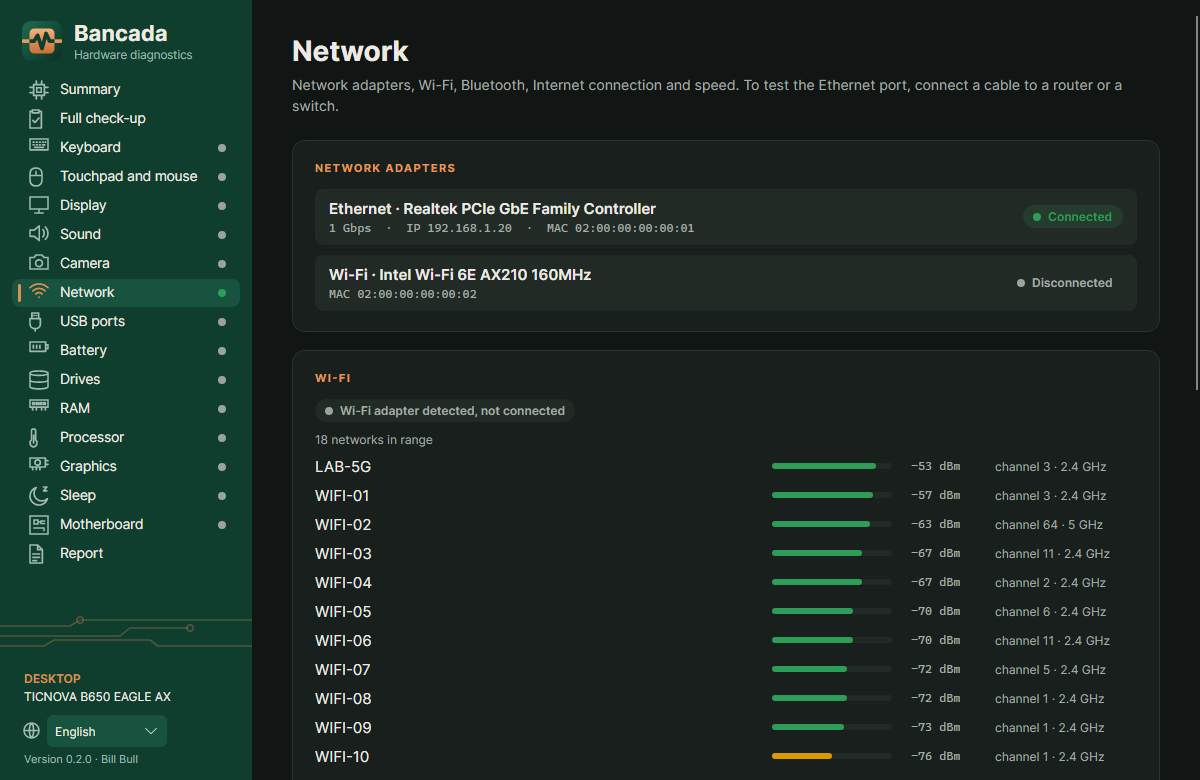 Bancada
Hardware diagnostics
Summary
Full check-up
Keyboard
Touchpad and mouse
Display
Sound
Camera
Network
USB ports
Battery
Drives
RAM
Processor
Graphics
Sleep
Motherboard
Report
DESKTOP
TICNOVA B650 EAGLE AX
English
Version 0.2.0 · Bill Bull
Network
Network adapters, Wi-Fi, Bluetooth, Internet connection and speed. To test the Ethernet port, connect a cable to a router or a
switch.
NETWORK ADAPTERS
Ethernet · Realtek PCIe GbE Family Controller
1 Gbps · IP 192.168.1.20 · MAC 02:00:00:00:00:01
Connected
Wi-Fi · Intel Wi-Fi 6E AX210 160MHz
MAC 02:00:00:00:00:02
Disconnected
WI-FI
Wi-Fi adapter detected, not connected
18 networks in range
LAB-5G −53 dBm channel 3 · 2.4 GHz
WIFI-01 −57 dBm channel 3 · 2.4 GHz
WIFI-02 −63 dBm channel 64 · 5 GHz
WIFI-03 −67 dBm channel 11 · 2.4 GHz
WIFI-04 −67 dBm channel 2 · 2.4 GHz
WIFI-05 −70 dBm channel 6 · 2.4 GHz
WIFI-06 −70 dBm channel 11 · 2.4 GHz
WIFI-07 −72 dBm channel 5 · 2.4 GHz
WIFI-08 −72 dBm channel 1 · 2.4 GHz
WIFI-09 −73 dBm channel 1 · 2.4 GHz
WIFI-10 −76 dBm channel 1 · 2.4 GHz